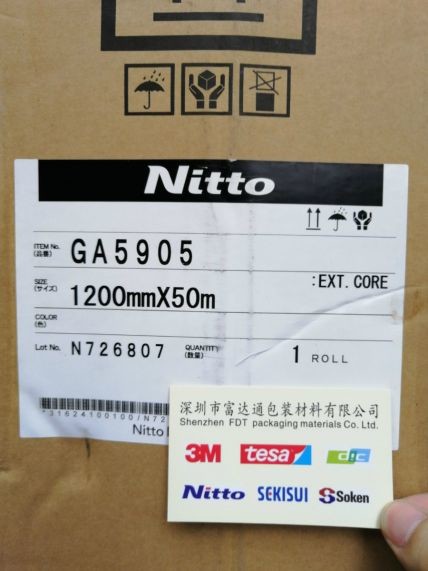 Nitto
ITEM No. (品番) GA5905
SIZE (サイズ) 1200mmX50m :EXT. CORE
COLOR (色)
Lot No. N726807 QUANTITY (数量) 1 ROLL
*31624100100/N72
Nitto
深圳市富达通包装材料有限公司
Shenzhen FDT packaging materials Co. Ltd.
3M tesa dic
Nitto SEKISUI Soken